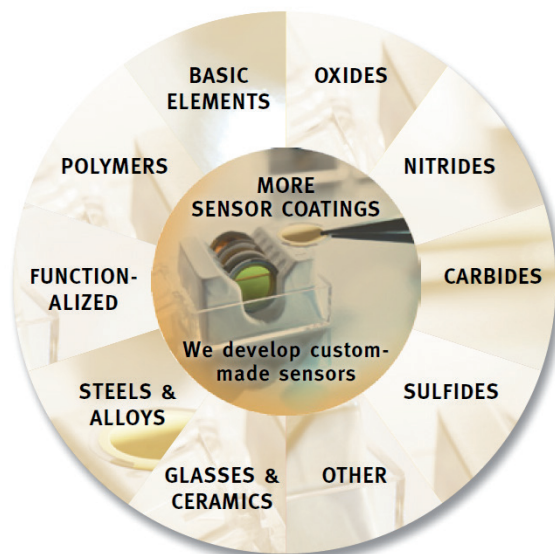 BASIC
ELEMENTS
OXIDES
NITRIDES
CARBIDES
SULFIDES
OTHER
GLASSES &
CERAMICS
STEELS &
ALLOYS
FUNCTION-
ALIZED
POLYMERS
MORE
SENSOR COATINGS
We develop custom-
made sensors